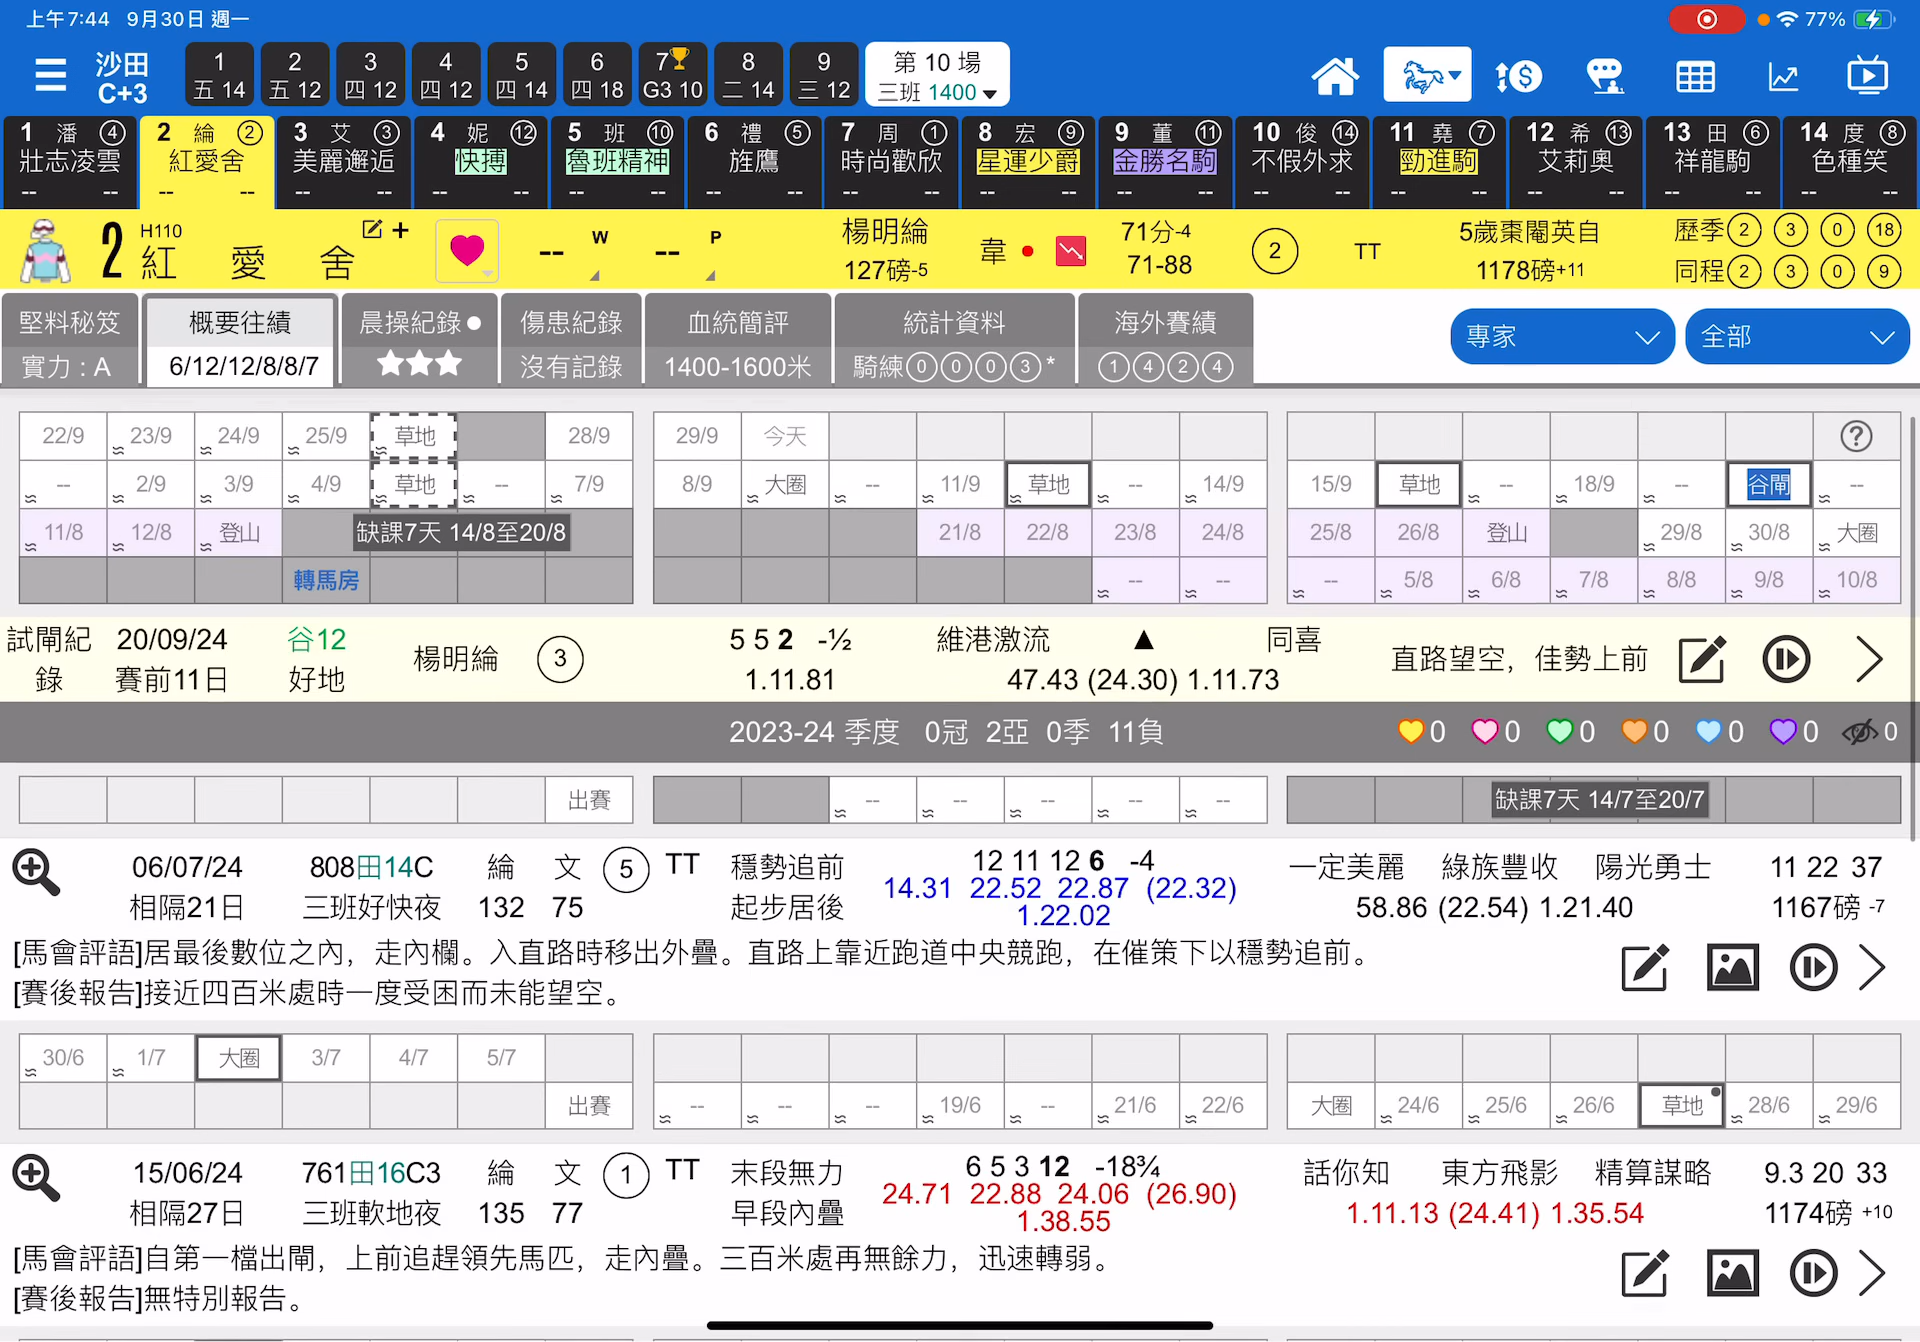 上午7:44 9月30日 週一 77%
沙田 C+3
1 五 14
2 五 12
3 四 12
4 四 12
5 四 14
6 四 18
7 G3 10
8 二 14
9 三 12
第 10 場 三班 1400
1 潘 4 壯志凌雲 -- --
2 綸 2 紅愛舍 -- --
3 艾 3 美麗邂逅 -- --
4 妮 12 快搏 -- --
5 班 10 魯班精神 -- --
6 禮 5 旌鷹 -- --
7 周 1 時尚歡欣 -- --
8 宏 9 星運少爵 -- --
9 董 11 金勝名駒 -- --
10 俊 14 不假外求 -- --
11 堯 7 勁進駒 -- --
12 希 13 艾莉奧 -- --
13 田 6 祥龍駒 -- --
14 度 8 色種笑 -- --
2 H110 紅愛舍 + -- W -- P 楊明綸 韋 71分-4 2 TT 5歲棗閹英自 歷季 2 3 0 18
127磅-5 71-88 1178磅+11 同程 2 3 0 9
堅料秘笈 概要往績 晨操紀錄 傷患紀錄 血統簡評 統計資料 海外賽績 專家 全部
實力：A 6/12/12/8/8/7 ★★★ 沒有記錄 1400-1600米 騎練 0 0 0 3 * 1 4 2 4
22/9 23/9 24/9 25/9 草地 28/9 29/9 今天 ?
-- 2/9 3/9 4/9 草地 -- 7/9 8/9 大圈 -- 11/9 草地 -- 14/9 15/9 草地 -- 18/9 -- 谷閘 --
11/8 12/8 登山 缺課7天 14/8至20/8 21/8 22/8 23/8 24/8 25/8 26/8 登山 29/8 30/8 大圈
轉馬房 -- -- -- 5/8 6/8 7/8 8/8 9/8 10/8
試閘紀錄 20/09/24 谷12 楊明綸 3 5 5 2 -½ 維港激流 ▲ 同喜 直路望空，佳勢上前
賽前11日 好地 1.11.81 47.43 (24.30) 1.11.73
2023-24 季度 0冠 2亞 0季 11負 0 0 0 0 0 0 0
出賽 -- -- -- -- -- 缺課7天 14/7至20/7
06/07/24 808田14C 綸 文 5 TT 穩勢追前 12 11 12 6 -4 一定美麗 綠族豐收 陽光勇士 11 22 37
14.31 22.52 22.87 (22.32)
相隔21日 三班好快夜 132 75 起步居後 1.22.02 58.86 (22.54) 1.21.40 1167磅 -7
[馬會評語]居最後數位之內，走內欄。入直路時移出外疊。直路上靠近跑道中央競跑，在催策下以穩勢追前。
[賽後報告]接近四百米處時一度受困而未能望空。
30/6 1/7 大圈 3/7 4/7 5/7
出賽 -- -- -- 19/6 -- 21/6 22/6 大圈 24/6 25/6 26/6 草地 28/6 29/6
15/06/24 761田16C3 綸 文 1 TT 末段無力 6 5 3 12 -18¾ 話你知 東方飛影 精算謀略 9.3 20 33
24.71 22.88 24.06 (26.90)
相隔27日 三班軟地夜 135 77 早段內疊 1.38.55 1.11.13 (24.41) 1.35.54 1174磅 +10
[馬會評語]自第一檔出閘，上前追趕領先馬匹，走內疊。三百米處再無餘力，迅速轉弱。
[賽後報告]無特別報告。